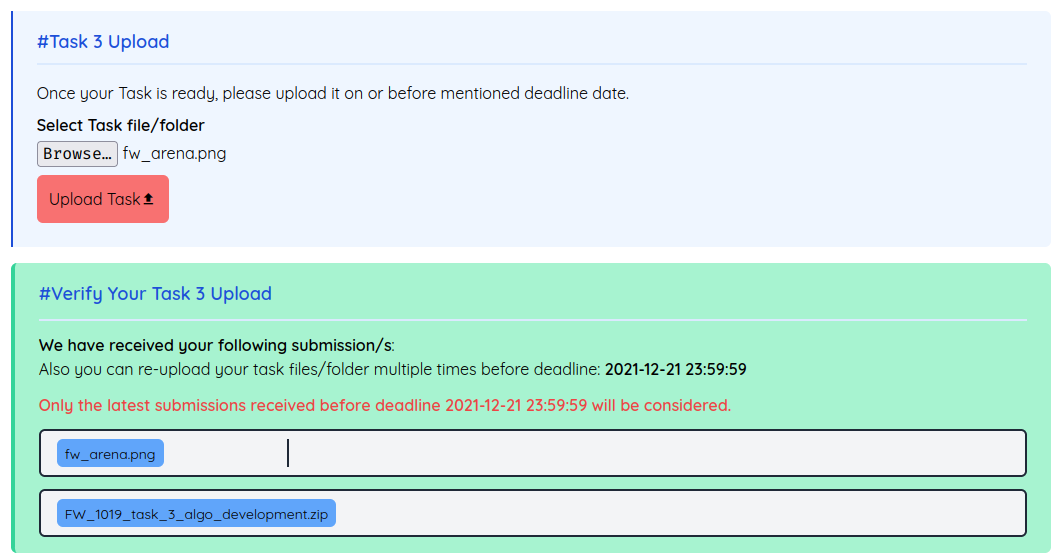 #Task 3 Upload
Once your Task is ready, please upload it on or before mentioned deadline date.
Select Task file/folder
Browse… fw_arena.png
Upload Task
#Verify Your Task 3 Upload
We have received your following submission/s:
Also you can re-upload your task files/folder multiple times before deadline: 2021-12-21 23:59:59
Only the latest submissions received before deadline 2021-12-21 23:59:59 will be considered.
fw_arena.png
FW_1019_task_3_algo_development.zip